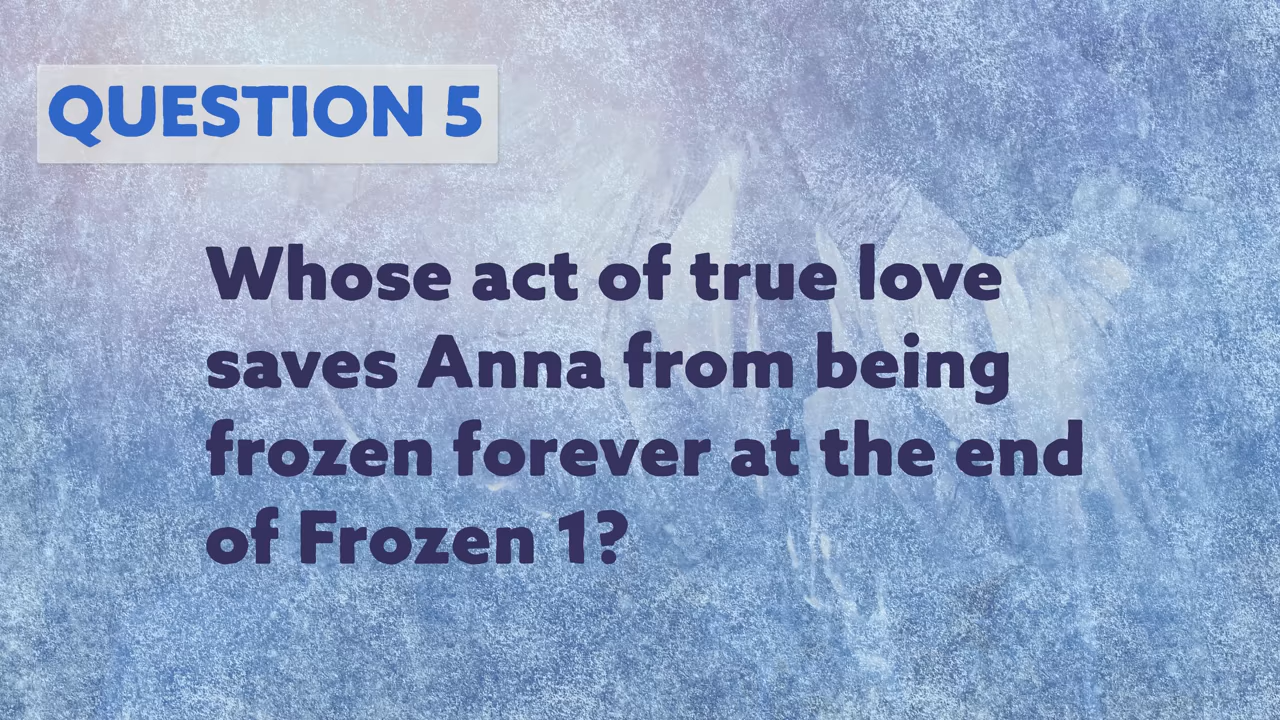 QUESTION 5
Whose act of true love
saves Anna from being
frozen forever at the end
of Frozen 1?